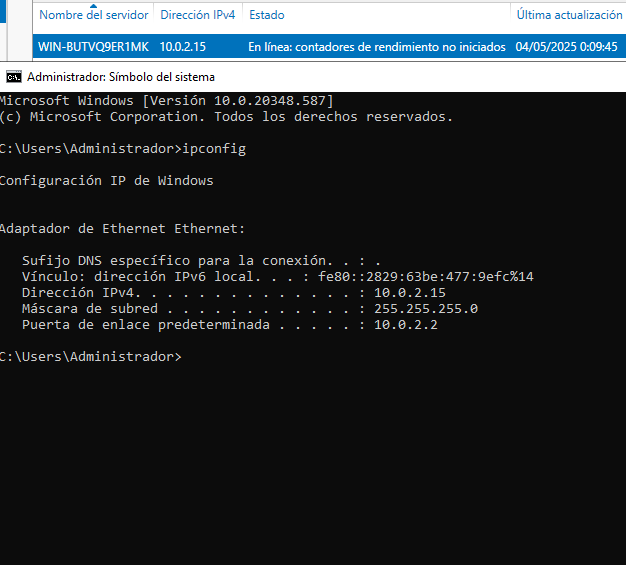 Nombre del servidor Dirección IPv4 Estado Última actualización
WIN-BUTVQ9ER1MK 10.0.2.15 En línea: contadores de rendimiento no iniciados 04/05/2025 0:09:45
Administrador: Símbolo del sistema
Microsoft Windows [Versión 10.0.20348.587]
(c) Microsoft Corporation. Todos los derechos reservados.
C:\Users\Administrador>ipconfig
Configuración IP de Windows
Adaptador de Ethernet Ethernet:
Sufijo DNS específico para la conexión. . : .
Vínculo: dirección IPv6 local. . . : fe80::2829:63be:477:9efc%14
Dirección IPv4. . . . . . . . . . . . . . : 10.0.2.15
Máscara de subred . . . . . . . . . . . . : 255.255.255.0
Puerta de enlace predeterminada . . . . . : 10.0.2.2
C:\Users\Administrador>